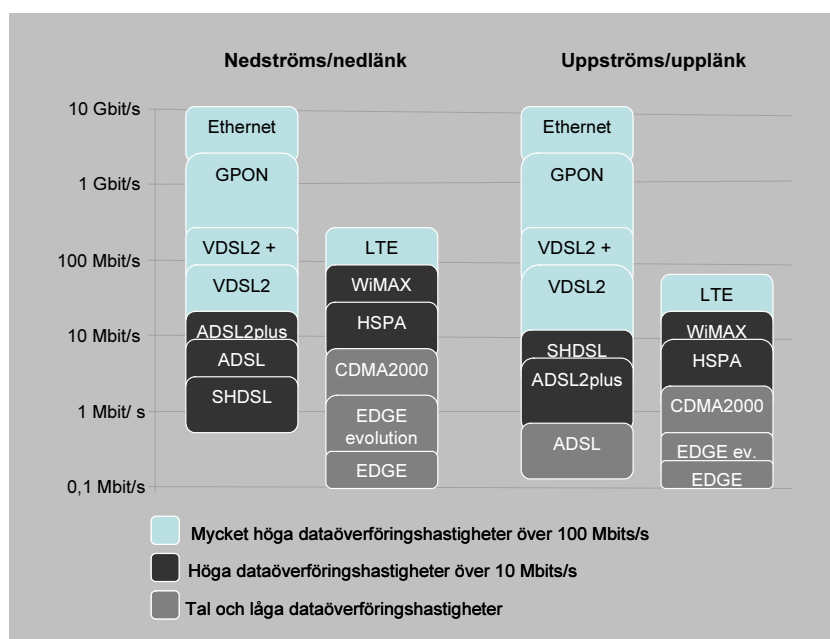 Nedströms/nedlänk
Uppströms/upplänk
10 Gbit/s
1 Gbit/s
100 Mbit/s
10 Mbit/s
1 Mbit/ s
0,1 Mbit/s
Ethernet
GPON
VDSL2 +
VDSL2
ADSL2plus
ADSL
SHDSL
LTE
WiMAX
HSPA
CDMA2000
EDGE
evolution
EDGE
Ethernet
GPON
VDSL2 +
VDSL2
SHDSL
ADSL2plus
ADSL
LTE
WiMAX
HSPA
CDMA2000
EDGE ev.
EDGE
Mycket höga dataöverföringshastigheter över 100 Mbits/s
Höga dataöverföringshastigheter över 10 Mbits/s
Tal och låga dataöverföringshastigheter